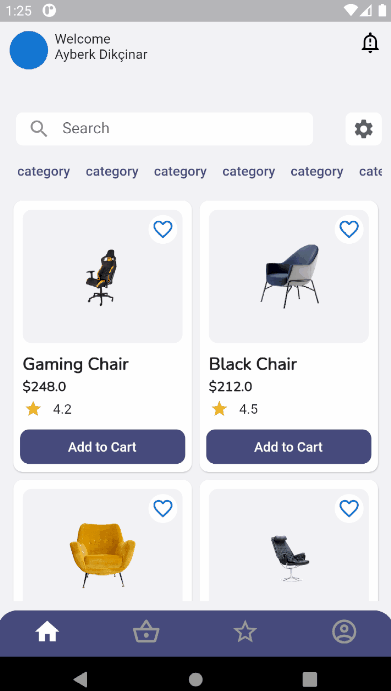 1:25
Welcome
Ayberk Dikçinar
Search
category category category category category cate
Gaming Chair
$248.0
4.2
Add to Cart
Black Chair
$212.0
4.5
Add to Cart